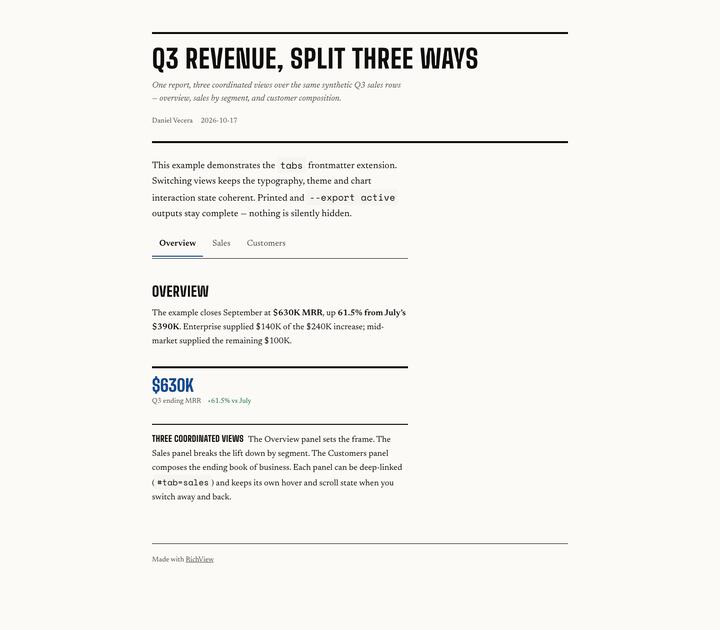 Q3 REVENUE, SPLIT THREE WAYS
One report, three coordinated views over the same synthetic Q3 sales rows
— overview, sales by segment, and customer composition.
Daniel Vecera 2026-10-17
This example demonstrates the tabs frontmatter extension.
Switching views keeps the typography, theme and chart
interaction state coherent. Printed and --export active
outputs stay complete — nothing is silently hidden.
Overview Sales Customers
OVERVIEW
The example closes September at $630K MRR, up 61.5% from July's
$390K. Enterprise supplied $140K of the $240K increase; mid-
market supplied the remaining $100K.
$630K
Q3 ending MRR +61.5% vs July
THREE COORDINATED VIEWS The Overview panel sets the frame. The
Sales panel breaks the lift down by segment. The Customers panel
composes the ending book of business. Each panel can be deep-linked
( #tab=sales ) and keeps its own hover and scroll state when you
switch away and back.
Made with RichView